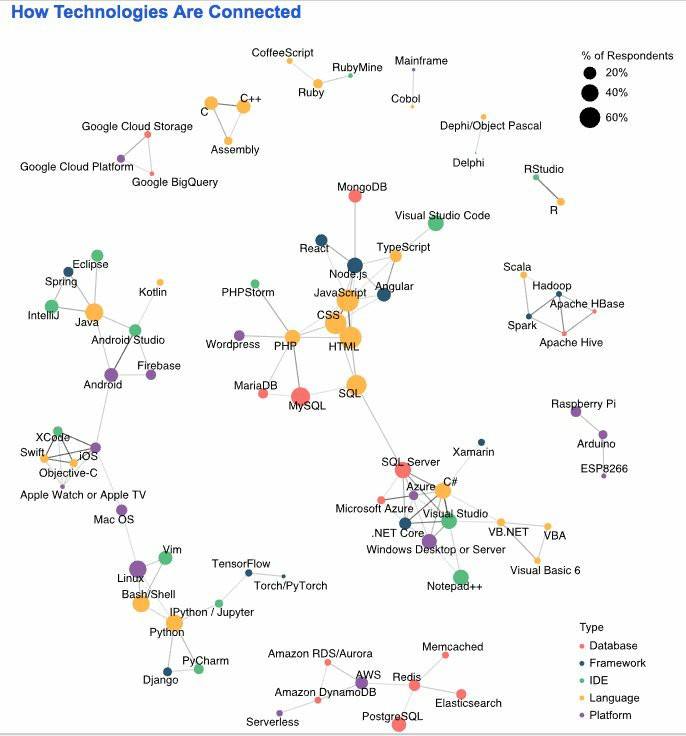 How Technologies Are Connected
CoffeeScript
RubyMine
Ruby
Mainframe
Cobol
% of Respondents
20%
40%
60%
C++
C
Assembly
Google Cloud Storage
Google Cloud Platform
Google BigQuery
Dephi/Object Pascal
Delphi
RStudio
R
MongoDB
Visual Studio Code
React
TypeScript
Node.js
Angular
JavaScript
PHPStorm
CSS
Wordpress
PHP
HTML
MariaDB
MySQL
SQL
Eclipse
Spring
Kotlin
IntelliJ
Java
Android Studio
Firebase
Android
Scala
Hadoop
Apache HBase
Spark
Apache Hive
Raspberry Pi
Arduino
ESP8266
XCode
Swift
iOS
Objective-C
Apple Watch or Apple TV
Mac OS
Xamarin
SQL Server
Azure
C#
Microsoft Azure
Visual Studio
.NET Core
VB.NET
VBA
Windows Desktop or Server
Visual Basic 6
Notepad++
Vim
Linux
TensorFlow
Torch/PyTorch
Bash/Shell
IPython / Jupyter
Python
PyCharm
Django
Amazon RDS/Aurora
Memcached
AWS
Redis
Amazon DynamoDB
Elasticsearch
Serverless
PostgreSQL
Type
Database
Framework
IDE
Language
Platform